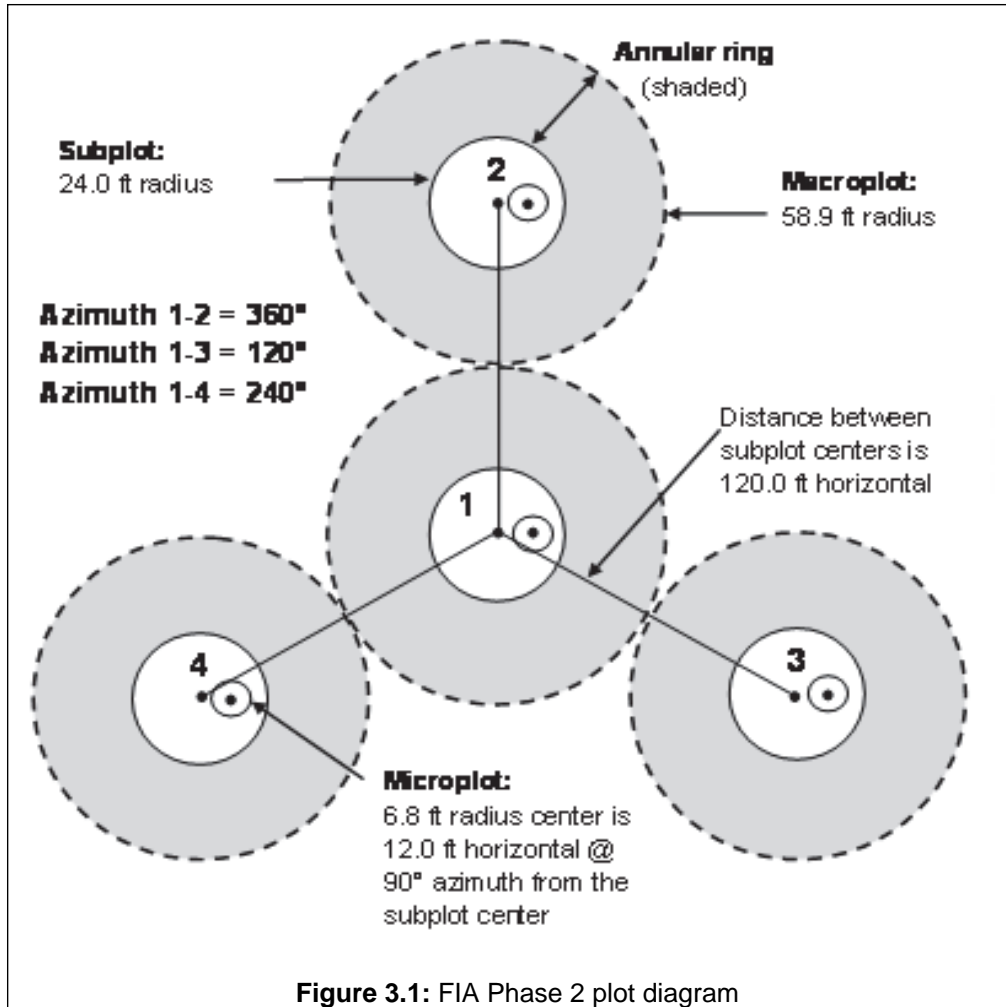 Annular ring
(shaded)
Subplot:
24.0 ft radius
2
Macroplot:
58.9 ft radius
Azimuth 1-2 = 360°
Azimuth 1-3 = 120°
Azimuth 1-4 = 240°
Distance between
subplot centers is
120.0 ft horizontal
1
4
3
Microplot:
6.8 ft radius center is
12.0 ft horizontal @
90° azimuth from the
subplot center
Figure 3.1: FIA Phase 2 plot diagram